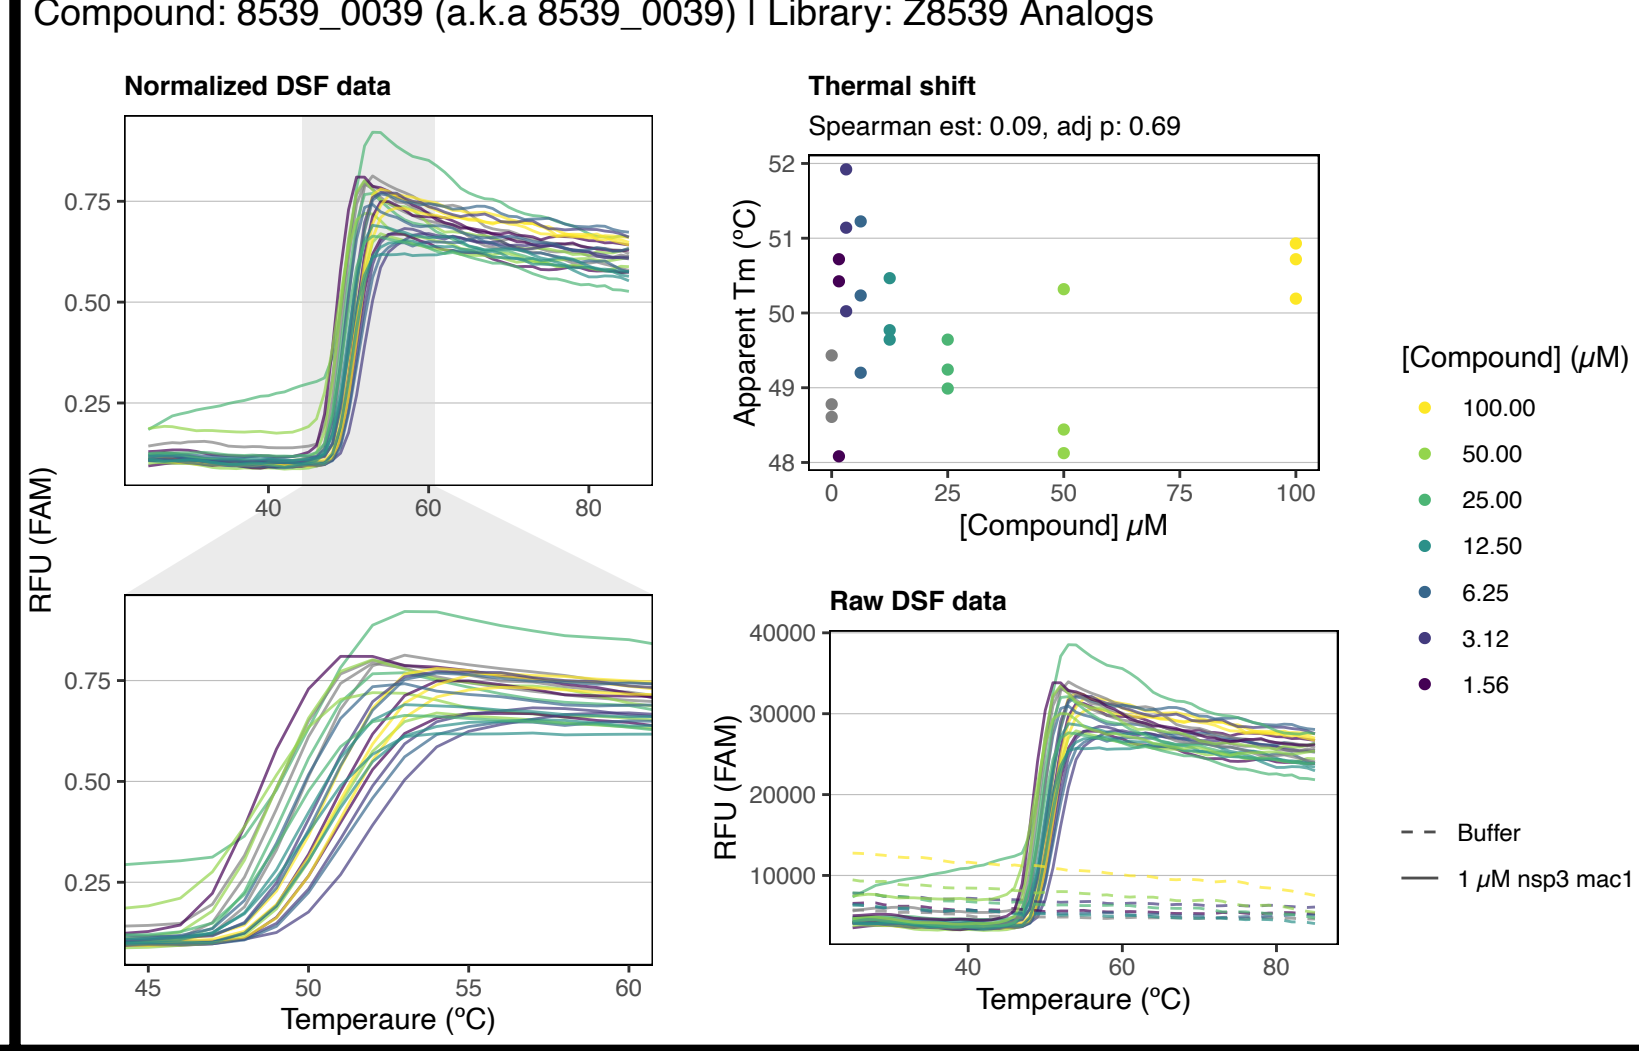 Compound: 8539_0039 (a.k.a 8539_0039) | Library: Z8539 Analogs
Normalized DSF data
0.75
0.50
0.25
40
60
80
RFU (FAM)
0.75
0.50
0.25
45
50
55
60
Temperaure (ºC)
Thermal shift
Spearman est: 0.09, adj p: 0.69
52
51
50
49
48
Apparent Tm (ºC)
0
25
50
75
100
[Compound] µM
Raw DSF data
40000
30000
20000
10000
RFU (FAM)
40
60
80
Temperaure (ºC)
[Compound] (µM)
100.00
50.00
25.00
12.50
6.25
3.12
1.56
Buffer
1 µM nsp3 mac1